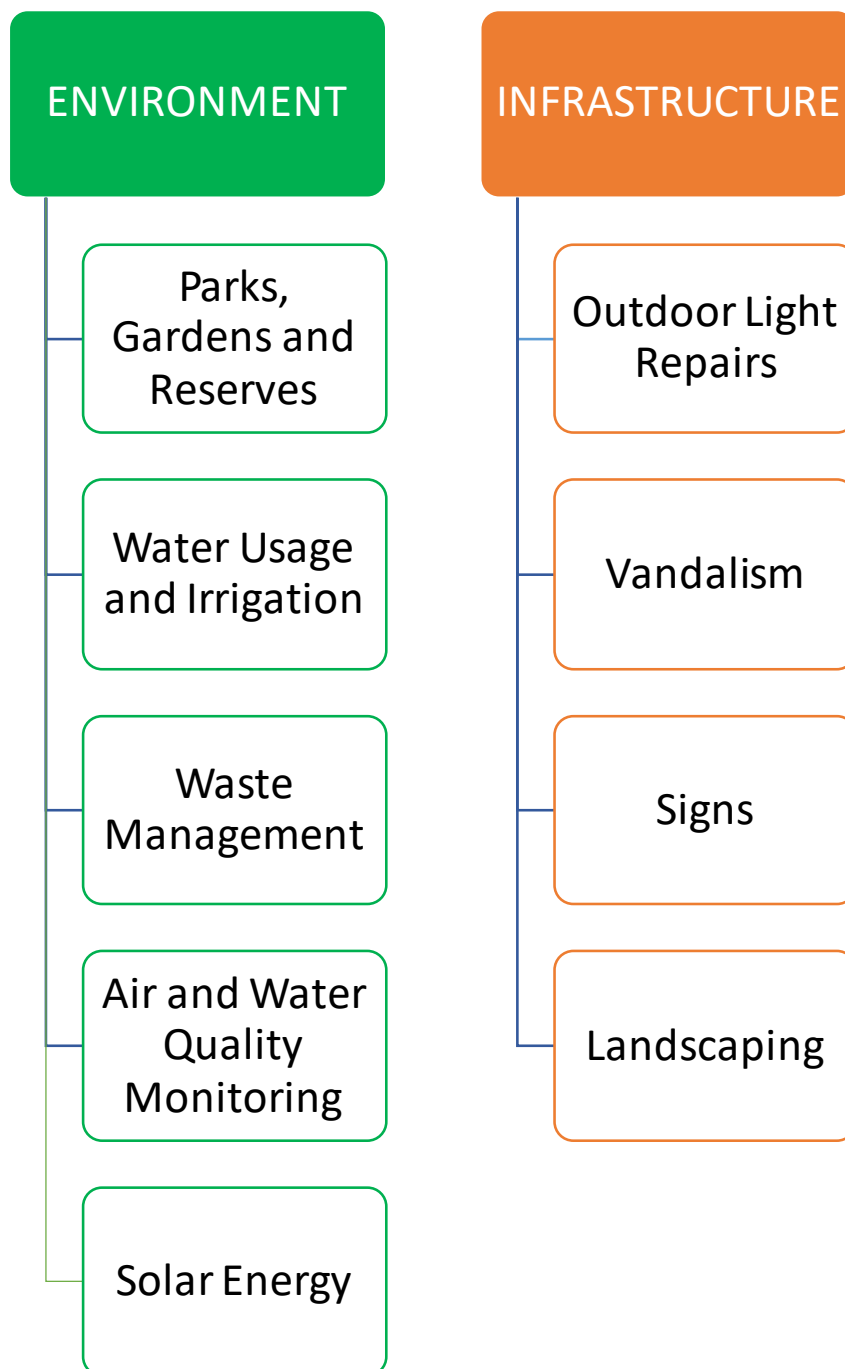 ENVIRONMENT
Parks,
Gardens and
Reserves
Water Usage
and Irrigation
Waste
Management
Air and Water
Quality
Monitoring
Solar Energy
INFRASTRUCTURE
Outdoor Light
Repairs
Vandalism
Signs
Landscaping